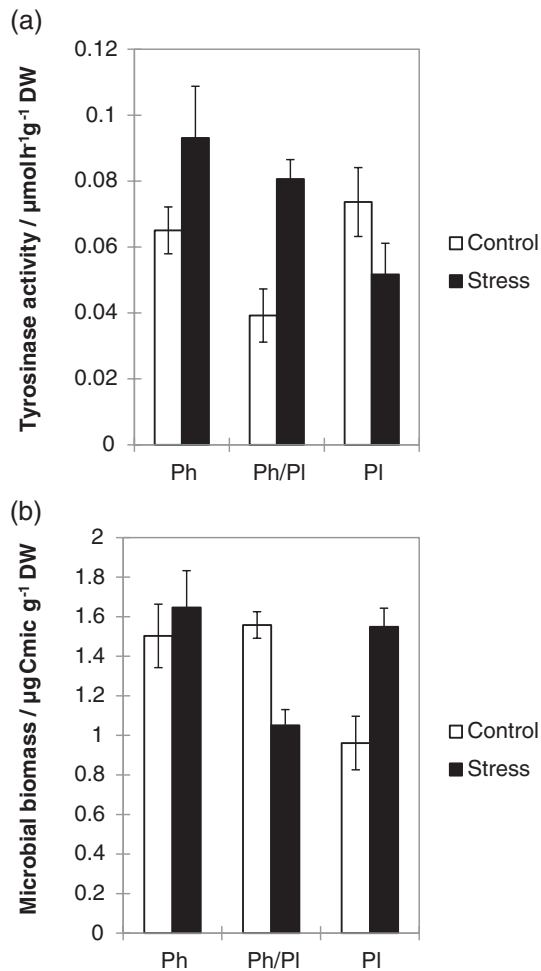 (a)
Tyrosinase activity / µmolh⁻¹g⁻¹ DW
0.12
0.1
0.08
0.06
0.04
0.02
0
Ph
Ph/Pl
Pl
Control
Stress
(b)
Microbial biomass / µgCmic g⁻¹ DW
2
1.8
1.6
1.4
1.2
1
0.8
0.6
0.4
0.2
0
Ph
Ph/Pl
Pl
Control
Stress